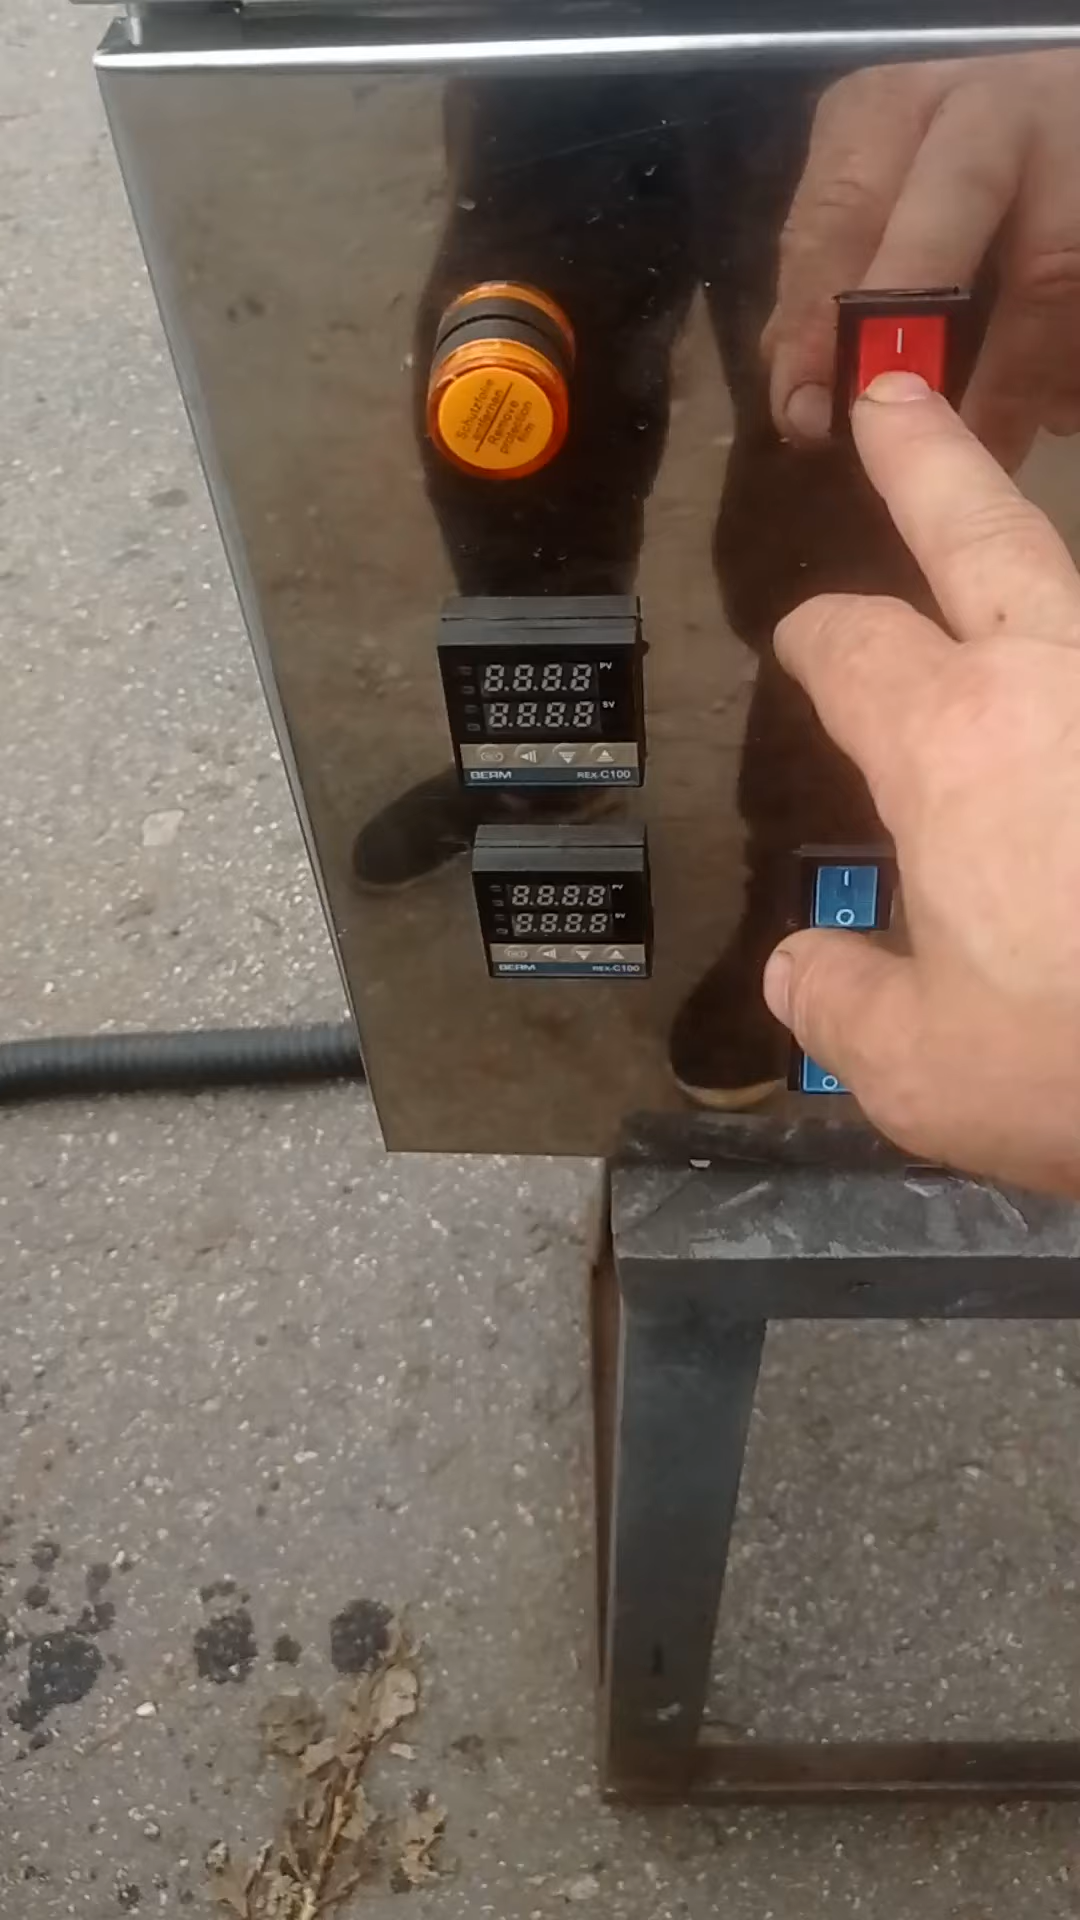 Schutzfolie
entfernen
Remove
protection
film
8.8.8.8 PV
8.8.8.8 SV
BERM REX-C100
8.8.8.8 PV
8.8.8.8 SV
BERM REX-C100